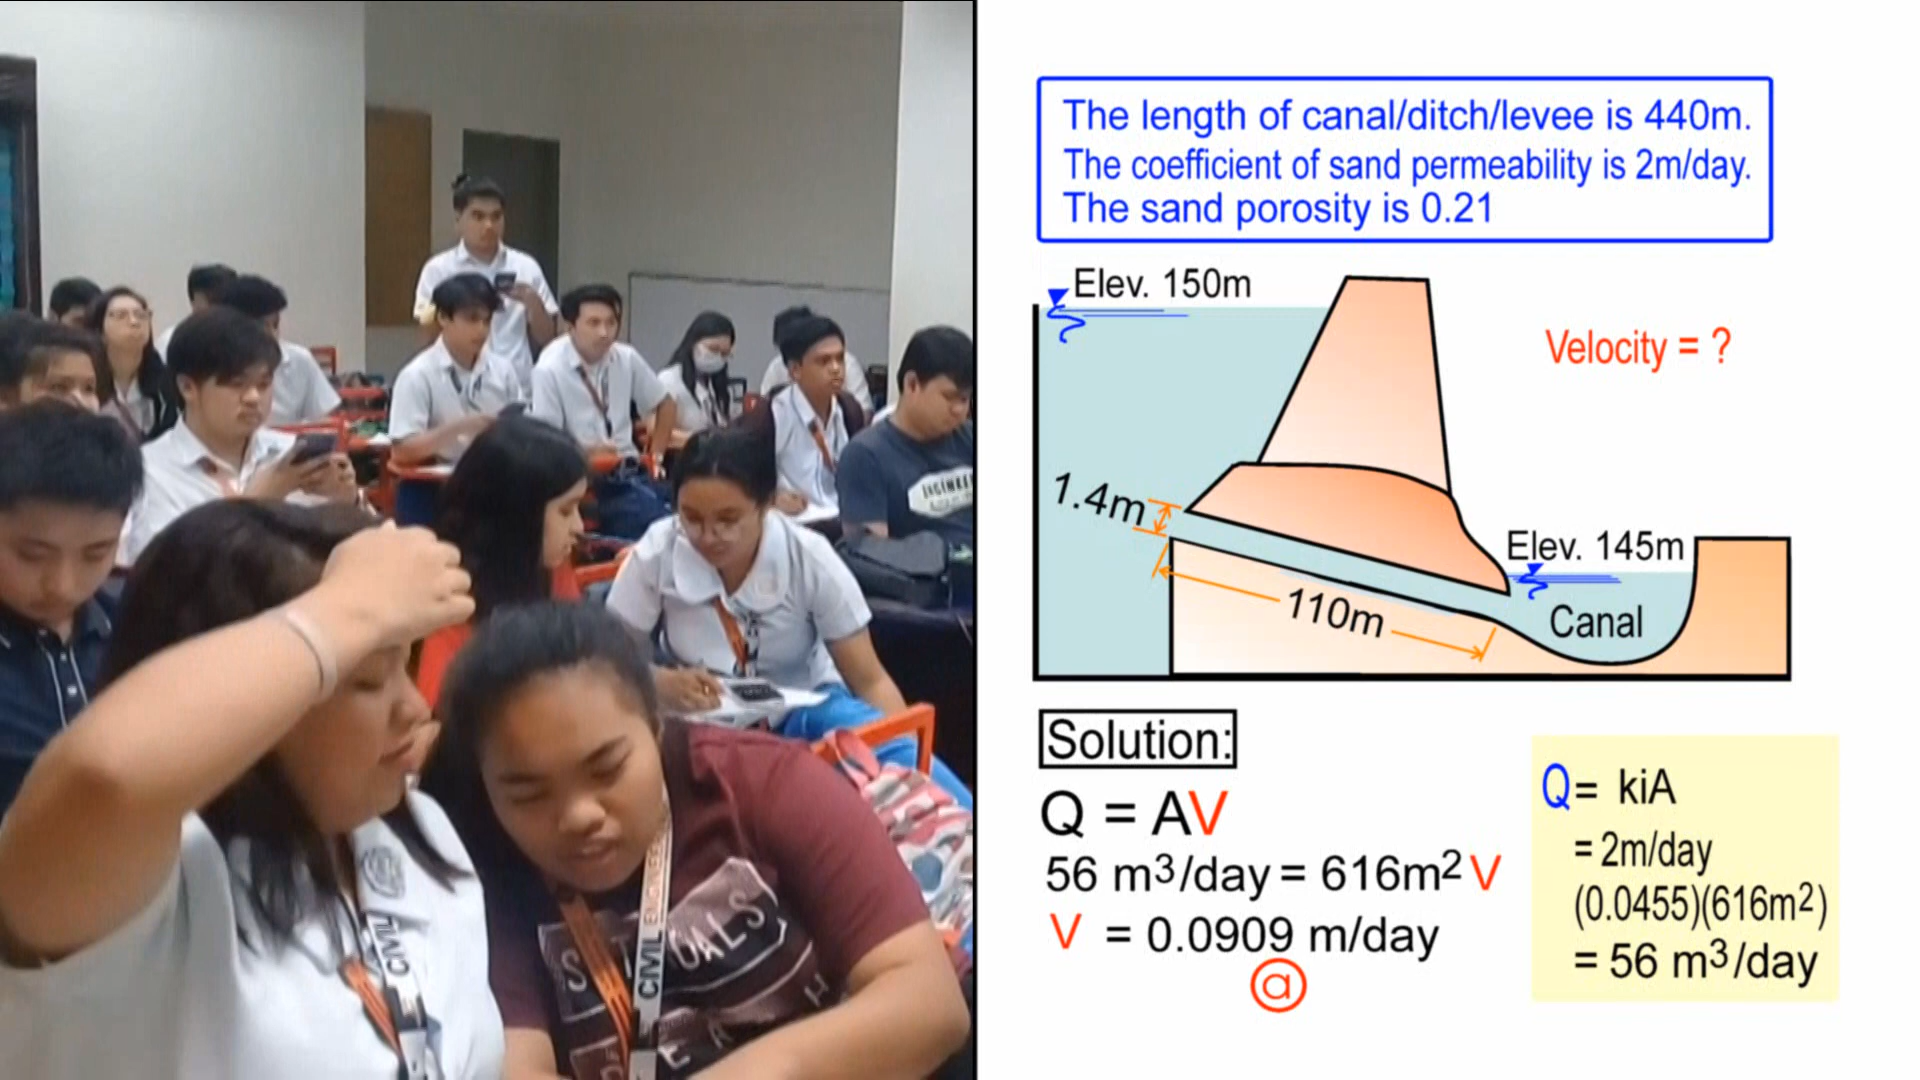 The length of canal/ditch/levee is 440m.
The coefficient of sand permeability is 2m/day.
The sand porosity is 0.21
Elev. 150m
Velocity = ?
1.4m
110m
Elev. 145m
Canal
Solution:
Q = AV
56 m³/day = 616m² V
V = 0.0909 m/day
a
Q = kiA
= 2m/day
(0.0455)(616m²)
= 56 m³/day
CIVIL
CIVIL ENGINEER